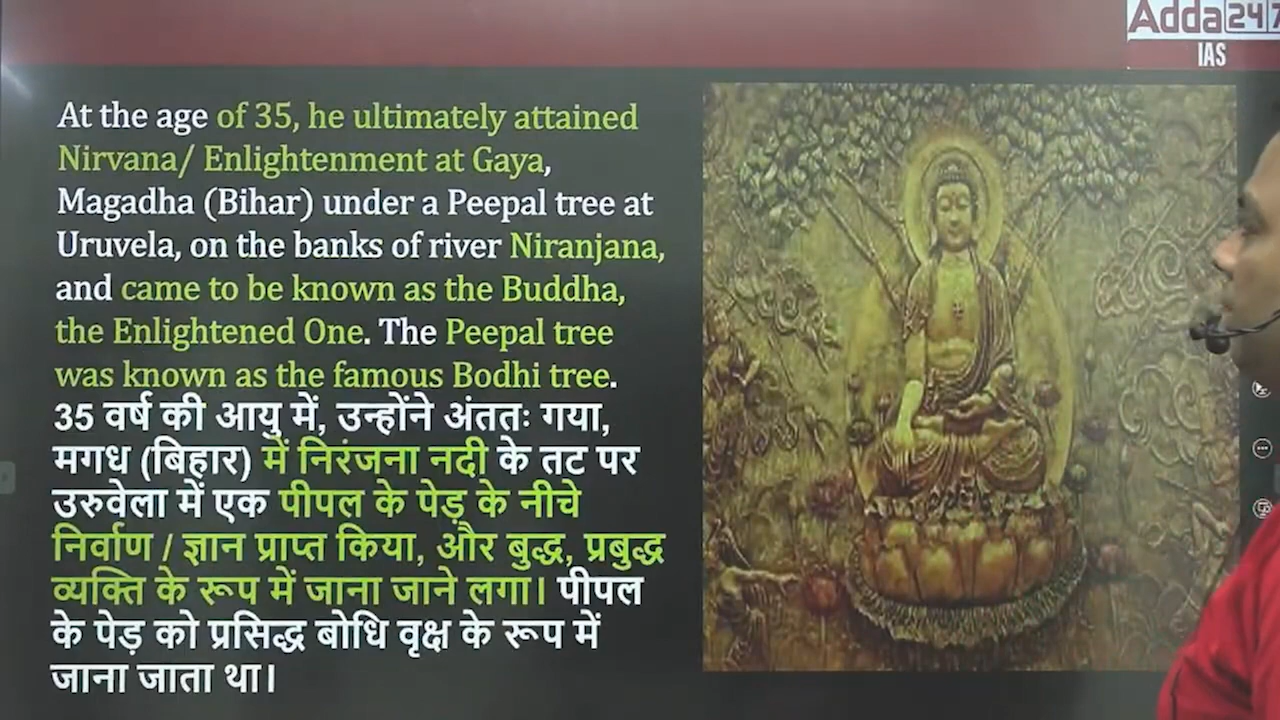 Adda247
IAS
At the age of 35, he ultimately attained
Nirvana/ Enlightenment at Gaya,
Magadha (Bihar) under a Peepal tree at
Uruvela, on the banks of river Niranjana,
and came to be known as the Buddha,
the Enlightened One. The Peepal tree
was known as the famous Bodhi tree.
35 वर्ष की आयु में, उन्होंने अंततः गया,
मगध (बिहार) में निरंजना नदी के तट पर
उरुवेला में एक पीपल के पेड़ के नीचे
निर्वाण / ज्ञान प्राप्त किया, और बुद्ध, प्रबुद्ध
व्यक्ति के रूप में जाना जाने लगा। पीपल
के पेड़ को प्रसिद्ध बोधि वृक्ष के रूप में
जाना जाता था।